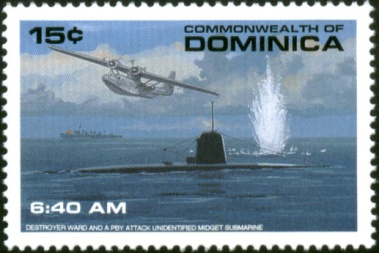 15¢
COMMONWEALTH OF
DOMINICA
6:40 AM
DESTROYER WARD AND A PBY ATTACK UNIDENTIFIED MIDGET SUBMARINE